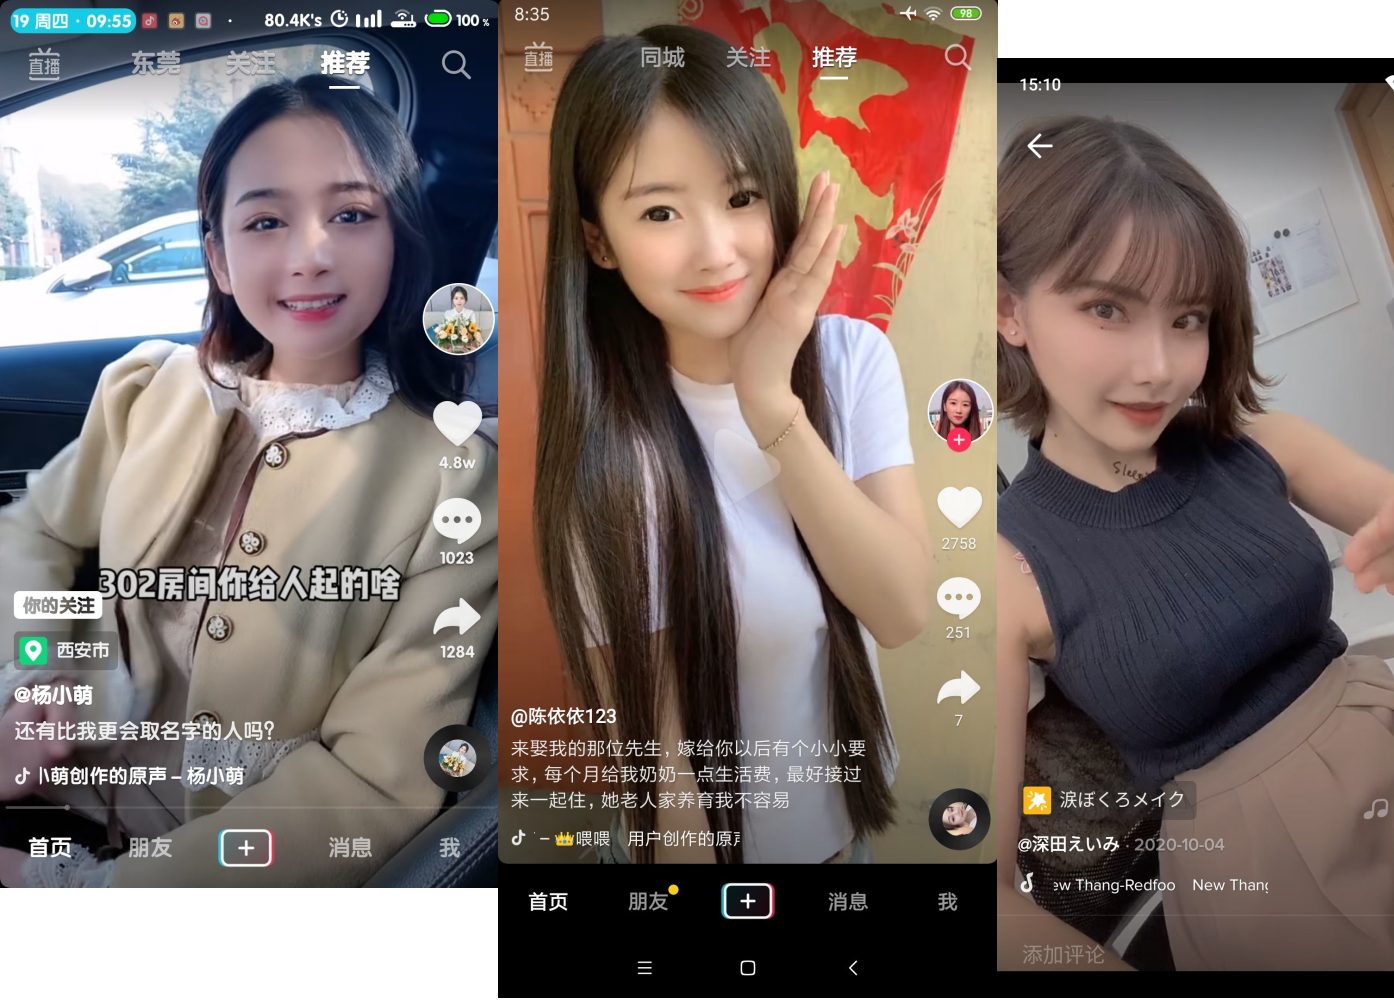 19 周四 · 09:55
80.4K's
100 %
直播
东莞
关注
推荐
4.8w
1023
1284
302房间你给人起的啥
你的关注
西安市
@杨小萌
还有比我更会取名字的人吗?
萌创作的原声 – 杨小萌
首页
朋友
消息
我
8:35
98
直播
同城
关注
推荐
2758
251
7
@陈依依123
来娶我的那位先生，嫁给你以后有个小小要
求，每个月给我奶奶一点生活费，最好接过
来一起住，她老人家养育我不容易
– 👑喂喂 用户创作的原
首页
朋友
消息
我
15:10
涙ぼくろメイク
@深田えいみ · 2020-10-04
ew Thang-Redfoo New Thang
添加评论